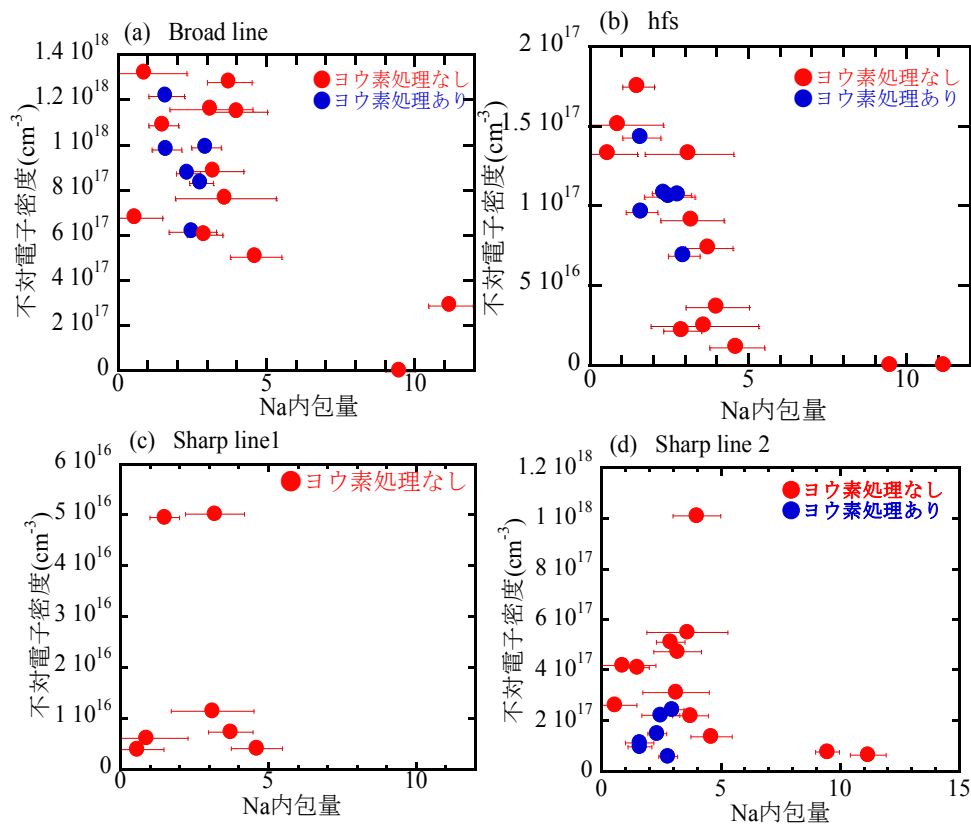 (a) Broad line
1.4 10^18
1.2 10^18
1 10^18
8 10^17
6 10^17
4 10^17
2 10^17
0
不対電子密度(cm^-3)
ヨウ素処理なし
ヨウ素処理あり
0 5 10
Na内包量
(b) hfs
2 10^17
1.5 10^17
1 10^17
5 10^16
0
不対電子密度(cm^-3)
ヨウ素処理なし
ヨウ素処理あり
0 5 10
Na内包量
(c) Sharp line1
6 10^16
5 10^16
4 10^16
3 10^16
2 10^16
1 10^16
0
不対電子密度(cm^-3)
ヨウ素処理なし
0 5 10
Na内包量
(d) Sharp line 2
1.2 10^18
1 10^18
8 10^17
6 10^17
4 10^17
2 10^17
0
不対電子密度(cm^-3)
ヨウ素処理なし
ヨウ素処理あり
0 5 10 15
Na内包量